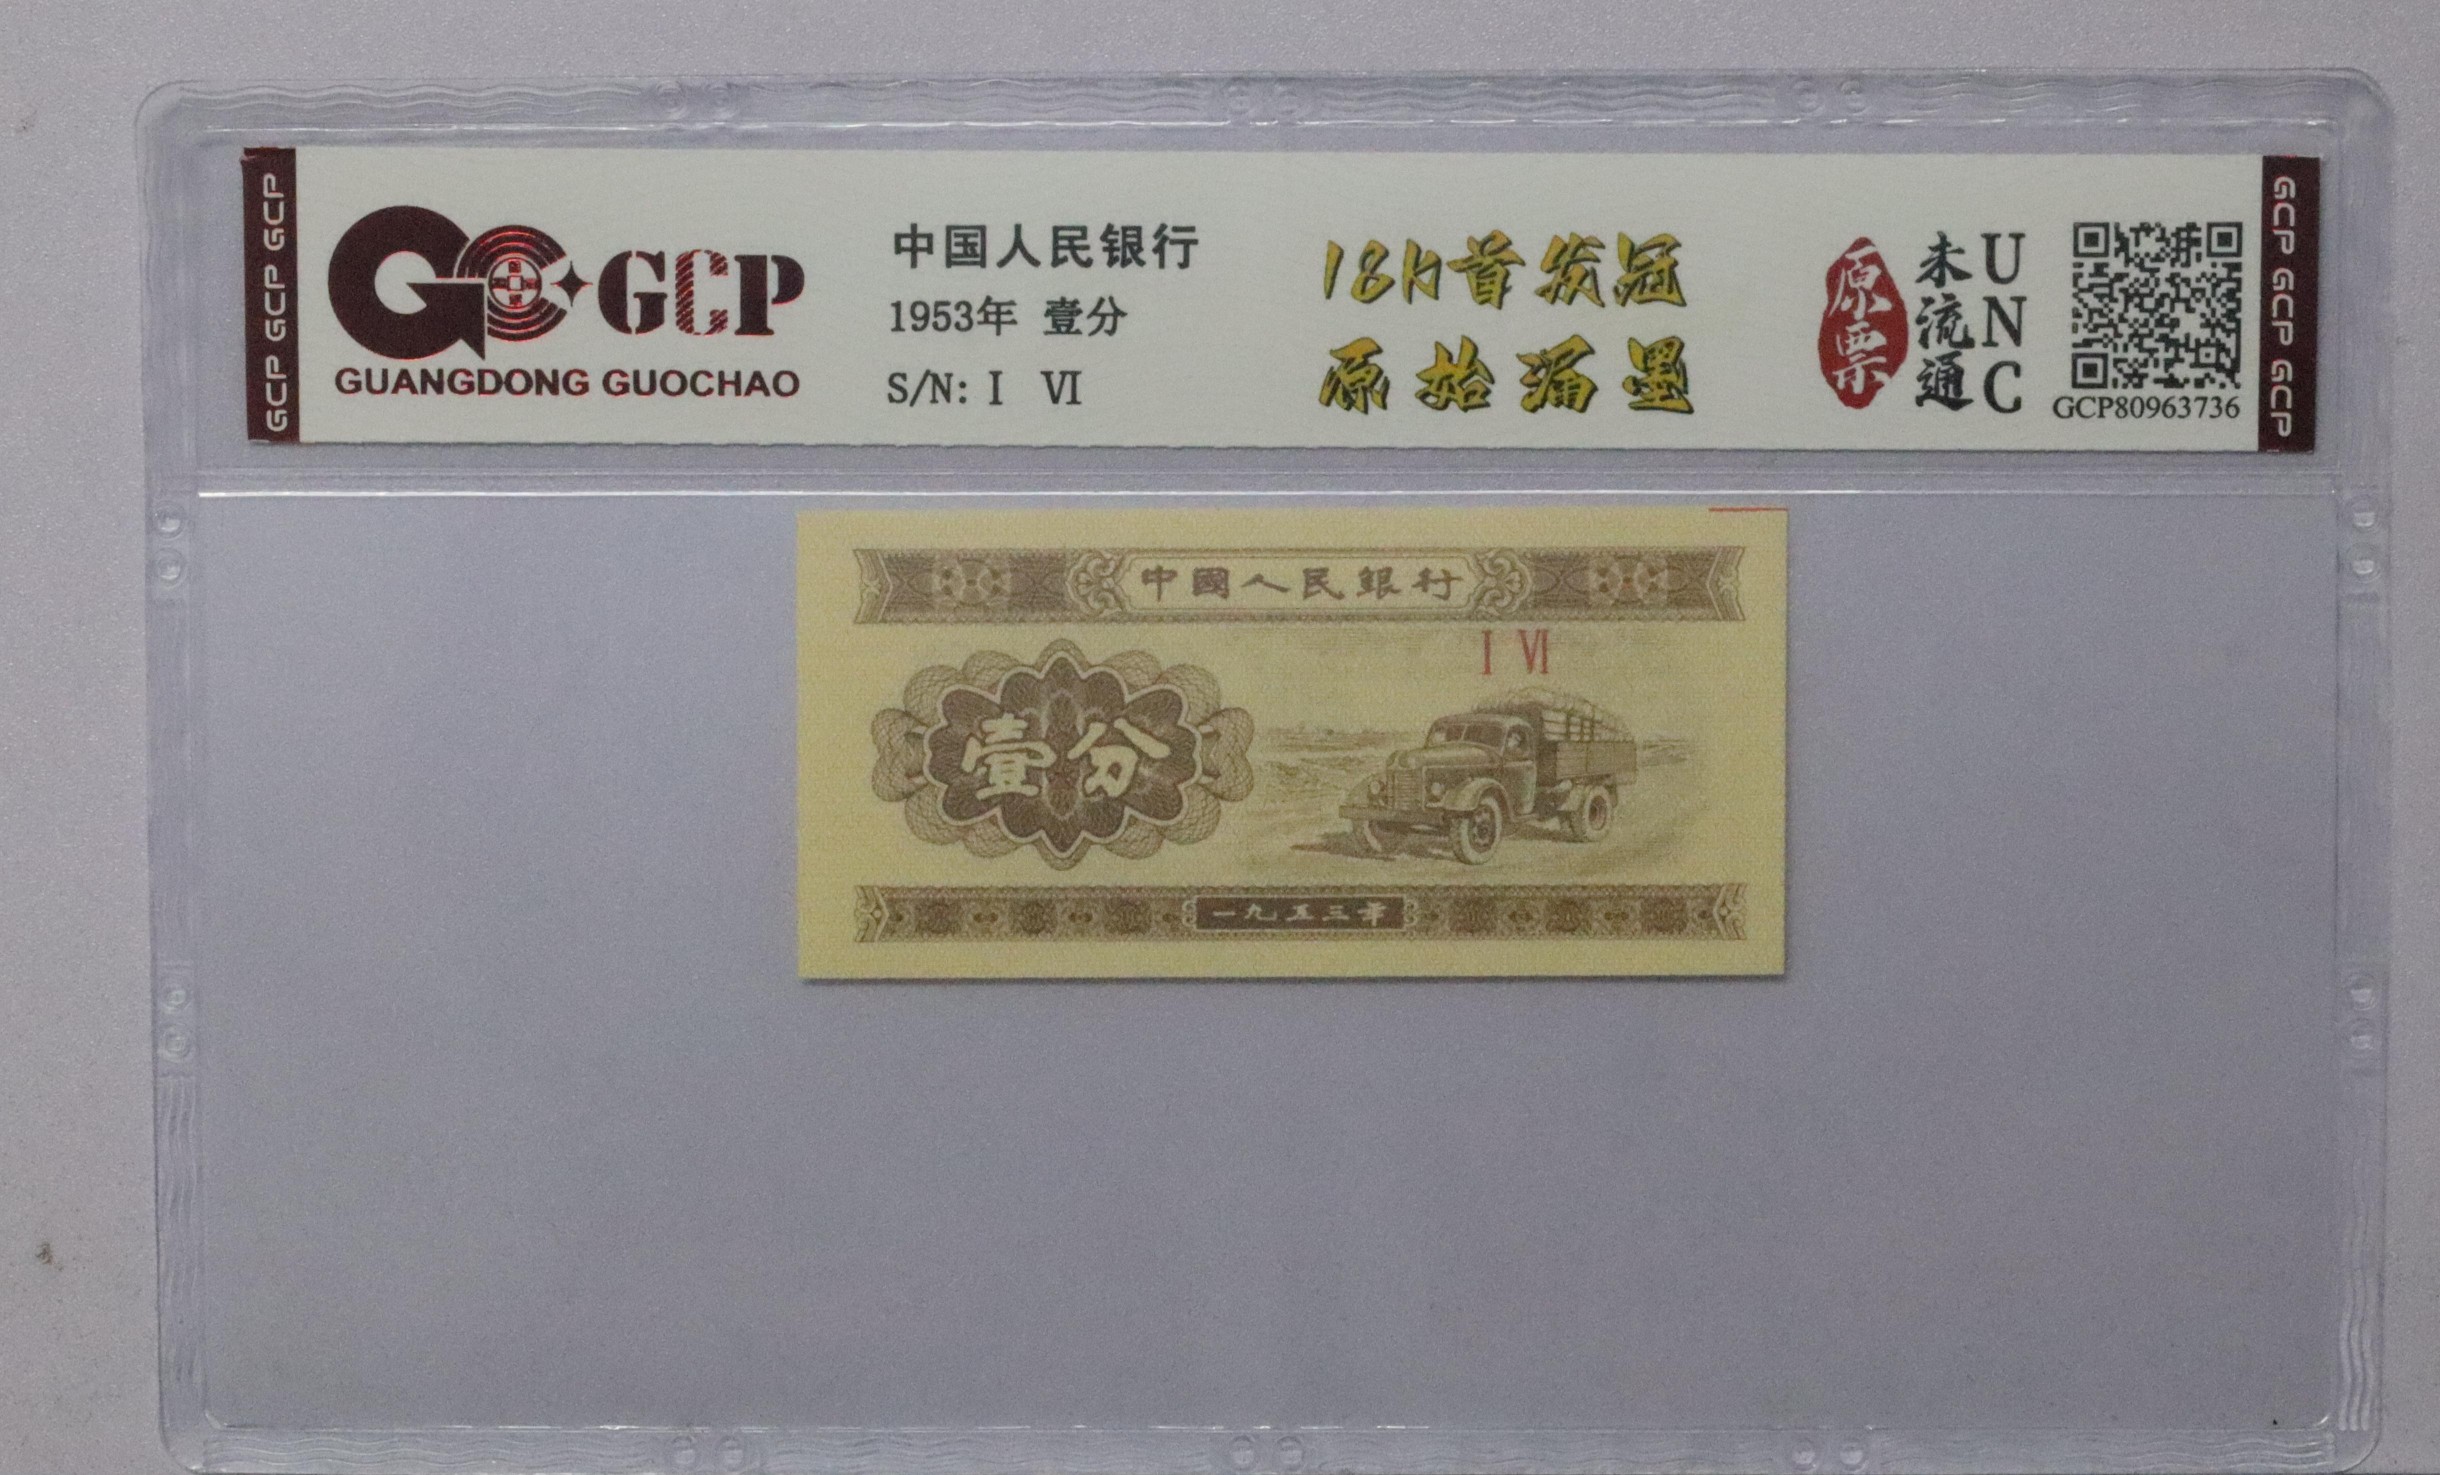 GCP GCP GCP
GCP
GUANGDONG GUOCHAO
中国人民银行
1953年 壹分
S/N: I VI
18h首发冠
原始漏墨
原票
未流通
UNC
GCP80963736
GCP GCP GCP
中國人民銀行
I VI
壹分
一九五三年